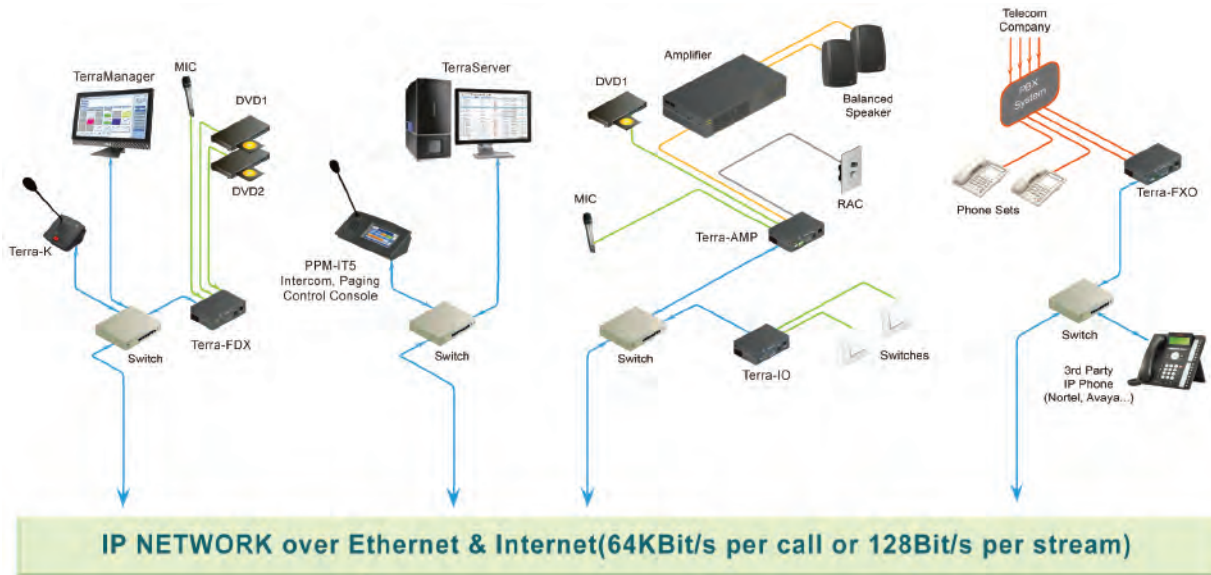 TerraManager
MIC
DVD1
DVD2
Terra-K
Terra-FDX
Switch
TerraServer
PPM-IT5
Intercom, Paging
Control Console
Switch
Amplifier
DVD1
Balanced
Speaker
MIC
RAC
Terra-AMP
Switch
Terra-IO
Switches
Telecom
Company
PBX
System
Phone Sets
Terra-FXO
Switch
3rd Party
IP Phone
(Nortel, Avaya...)
IP NETWORK over Ethernet & Internet(64KBit/s per call or 128Bit/s per stream)